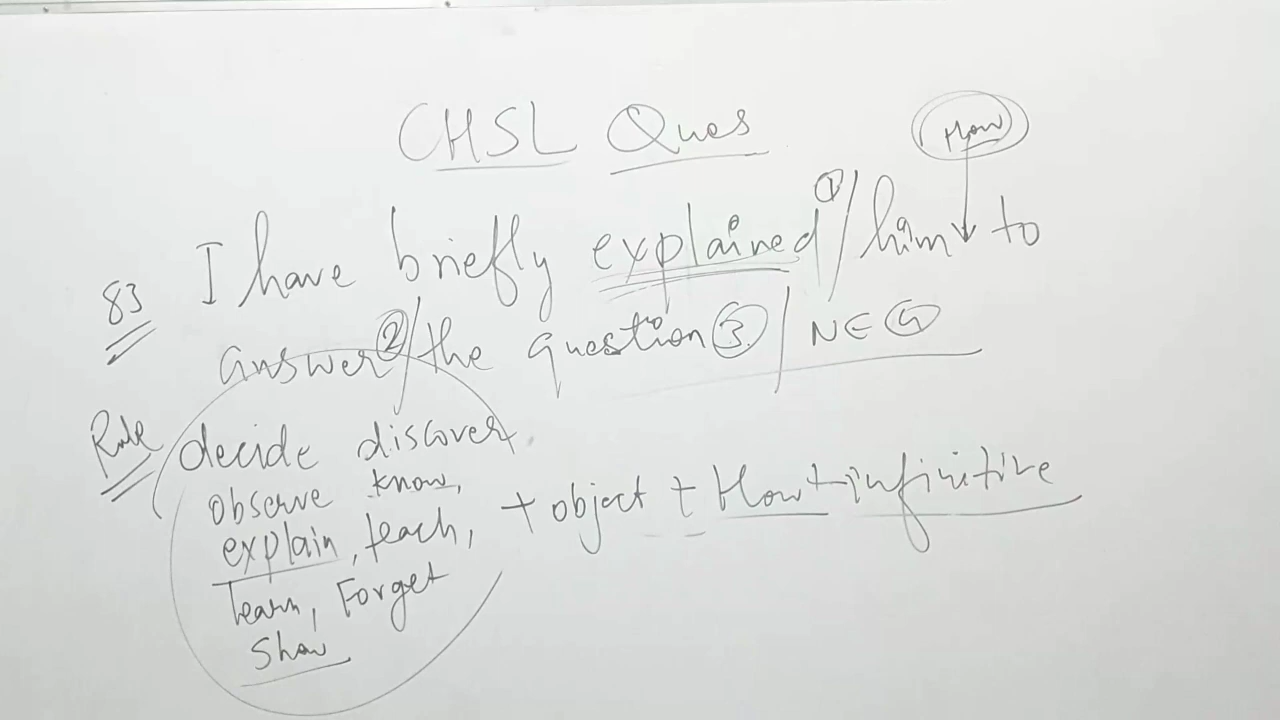 CHSL Ques
How
83 I have briefly explained ① / him to
answer ② / the question ③ / NE ④
Rule decide discover
observe know,
explain, teach, + object + How + infinitive
learn, Forget
Show